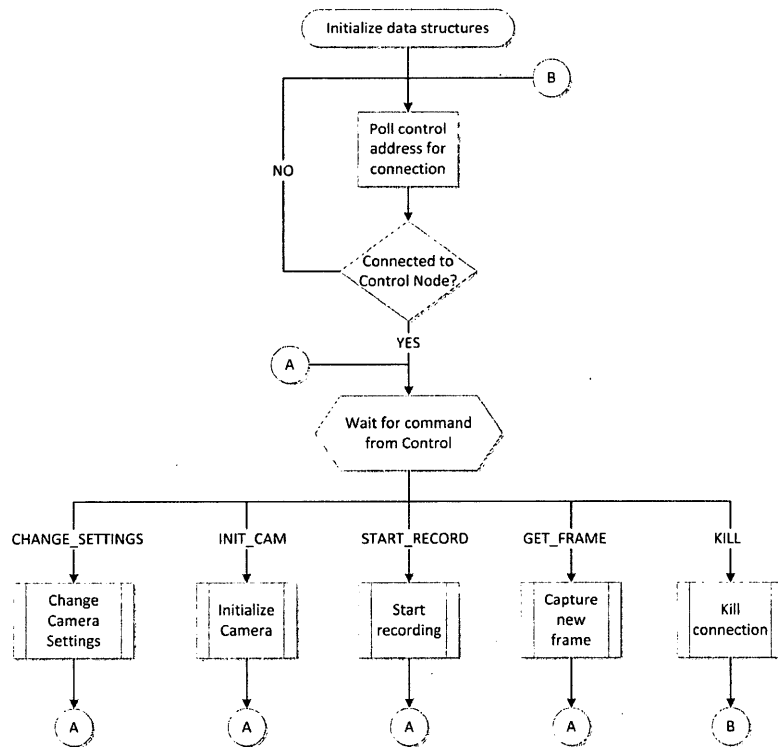 Initialize data structures
B
Poll control
address for
connection
NO
Connected to
Control Node?
YES
A
Wait for command
from Control
CHANGE_SETTINGS
INIT_CAM
START_RECORD
GET_FRAME
KILL
Change
Camera
Settings
Initialize
Camera
Start
recording
Capture
new
frame
Kill
connection
A
A
A
A
B